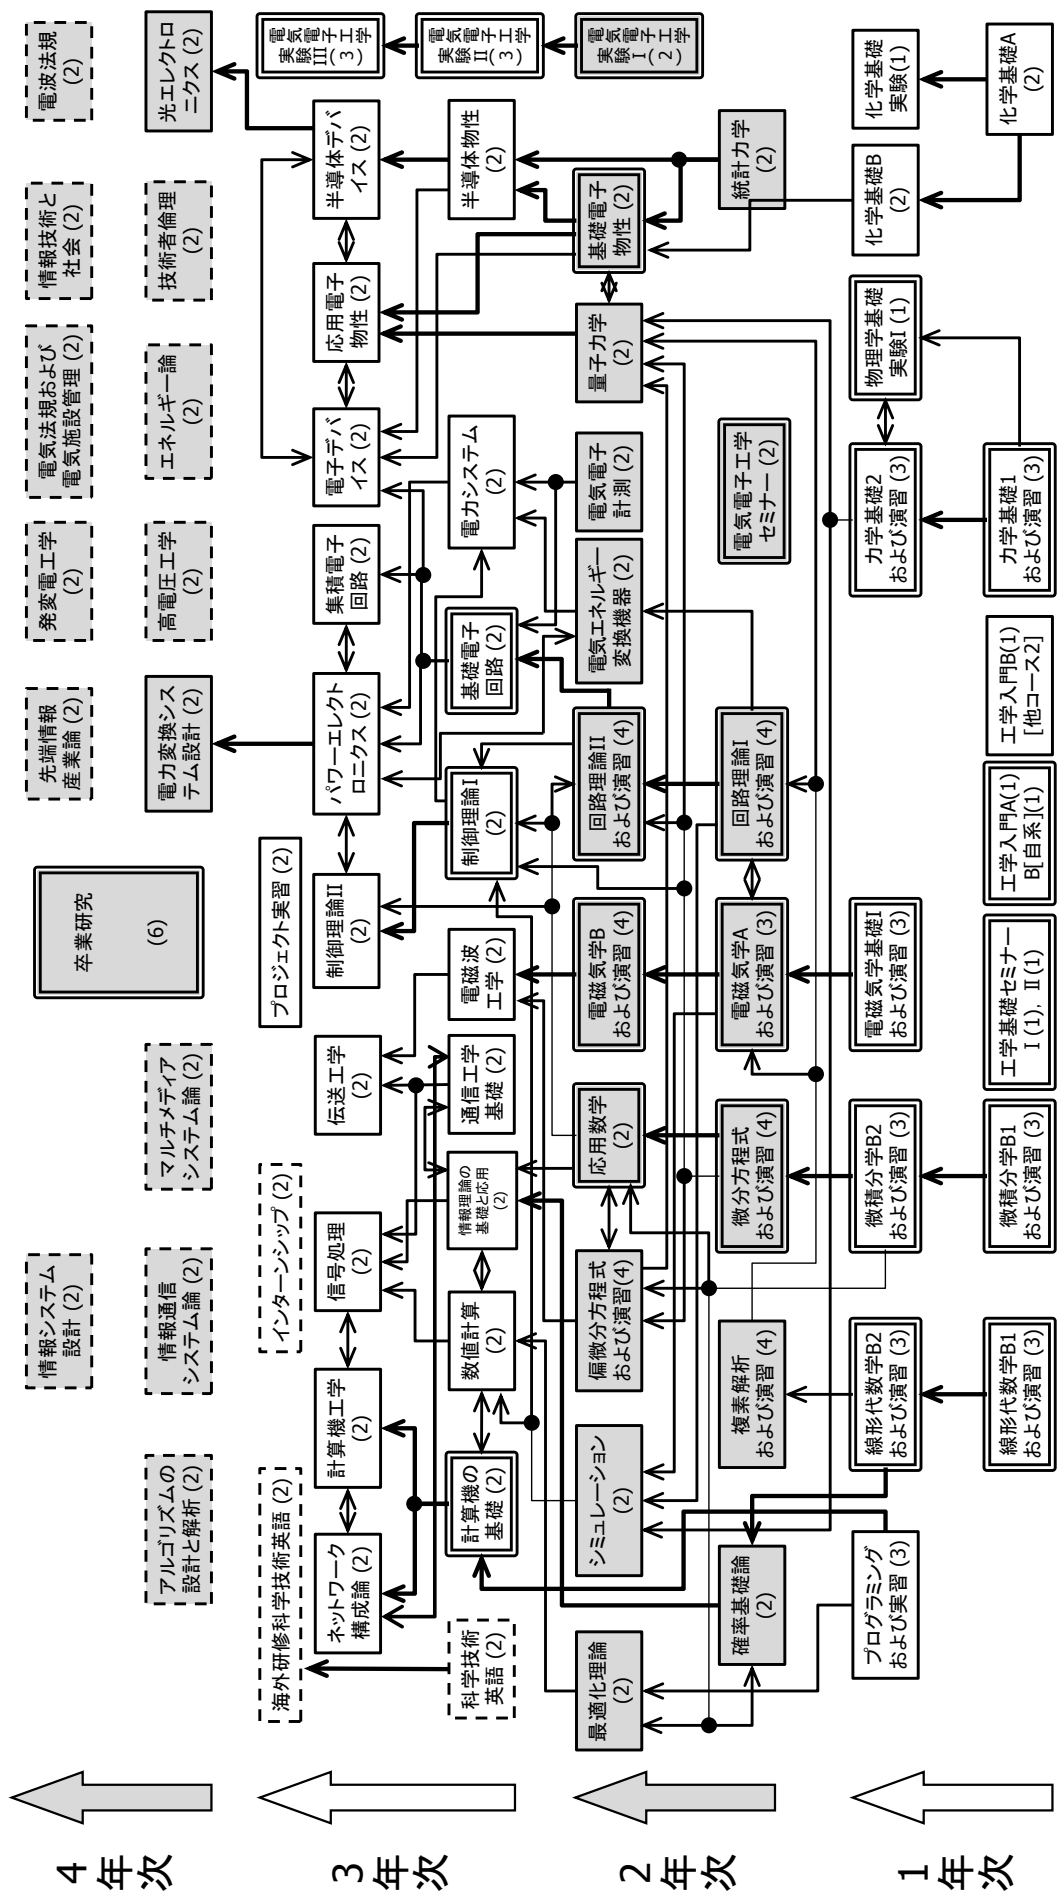 4年次
3年次
2年次
1年次
情報システム
設計 (2)
先端情報
産業論 (2)
発変電工学
(2)
電気法規および
電気施設管理 (2)
情報技術と
社会 (2)
電波法規
(2)
卒業研究
(6)
アルゴリズムの
設計と解析 (2)
情報通信
システム論 (2)
マルチメディア
システム論 (2)
電力変換シス
テム設計 (2)
高電圧工学
(2)
エネルギー論
(2)
技術者倫理
(2)
光エレクトロ
ニクス (2)
海外研修科学技術英語 (2)
インターンシップ (2)
プロジェクト実習 (2)
電気電子工学
実験III(3)
ネットワーク
構成論 (2)
計算機工学
(2)
信号処理
(2)
伝送工学
(2)
制御理論II
(2)
パワーエレクト
ロニクス (2)
集積電子
回路 (2)
電子デバ
イス (2)
応用電子
物性 (2)
半導体デバ
イス (2)
電気電子工学
実験II(3)
科学技術
英語 (2)
計算機の
基礎 (2)
数値計算
(2)
情報理論の
基礎と応用
(2)
通信工学
基礎 (2)
電磁波
工学 (2)
制御理論I
(2)
基礎電子
回路 (2)
電力システム
(2)
半導体物性
(2)
最適化理論
(2)
シミュレーション
(2)
偏微分方程式
および演習(4)
応用数学
(2)
電磁気学B
および演習 (4)
回路理論II
および演習 (4)
電気エネルギー
変換機器 (2)
電気電子
計測 (2)
量子力学
(2)
基礎電子
物性 (2)
電気電子工学
実験I(2)
確率基礎論
(2)
複素解析
および演習 (4)
微分方程式
および演習 (4)
電磁気学A
および演習 (3)
回路理論I
および演習 (4)
電気電子工学
セミナー (2)
統計力学
(2)
プログラミング
および実習 (3)
線形代数学B2
および演習 (3)
微積分学B2
および演習 (3)
電磁気学基礎I
および演習 (3)
力学基礎2
および演習 (3)
物理学基礎
実験I (1)
化学基礎B
(2)
化学基礎
実験(1)
線形代数学B1
および演習 (3)
微積分学B1
および演習 (3)
工学基礎セミナー
I (1), II (1)
工学入門A(1)
B[自系](1)
工学入門B(1)
[他コース2]
力学基礎1
および演習 (3)
化学基礎A
(2)